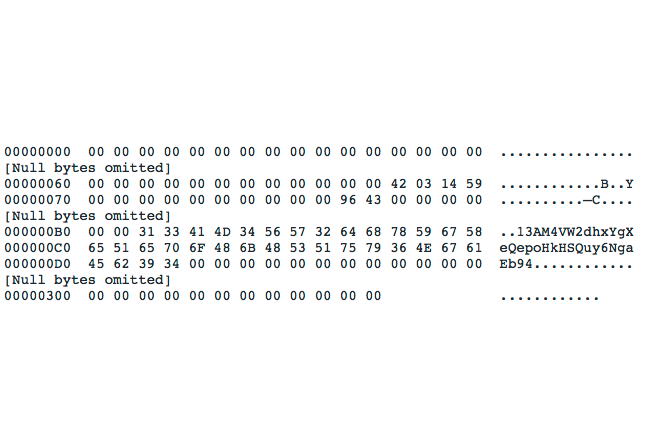 00000000 00 00 00 00 00 00 00 00 00 00 00 00 00 00 00 00 ................
[Null bytes omitted]
00000060 00 00 00 00 00 00 00 00 00 00 00 00 42 03 14 59 ............B..Y
00000070 00 00 00 00 00 00 00 00 00 00 96 43 00 00 00 00 ..........–C....
[Null bytes omitted]
000000B0 00 00 31 33 41 4D 34 56 57 32 64 68 78 59 67 58 ..13AM4VW2dhxYgX
000000C0 65 51 65 70 6F 48 6B 48 53 51 75 79 36 4E 67 61 eQepoHkHSQuy6Nga
000000D0 45 62 39 34 00 00 00 00 00 00 00 00 00 00 00 00 Eb94............
[Null bytes omitted]
00000300 00 00 00 00 00 00 00 00 00 00 00 00 ............